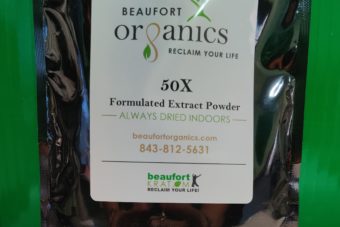 BEAUFORT
organics
RECLAIM YOUR LIFE
50X
Formulated Extract Powder
ALWAYS DRIED INDOORS
beaufortorganics.com
843-812-5631
beaufort
KRATOM
RECLAIM YOUR LIFE!